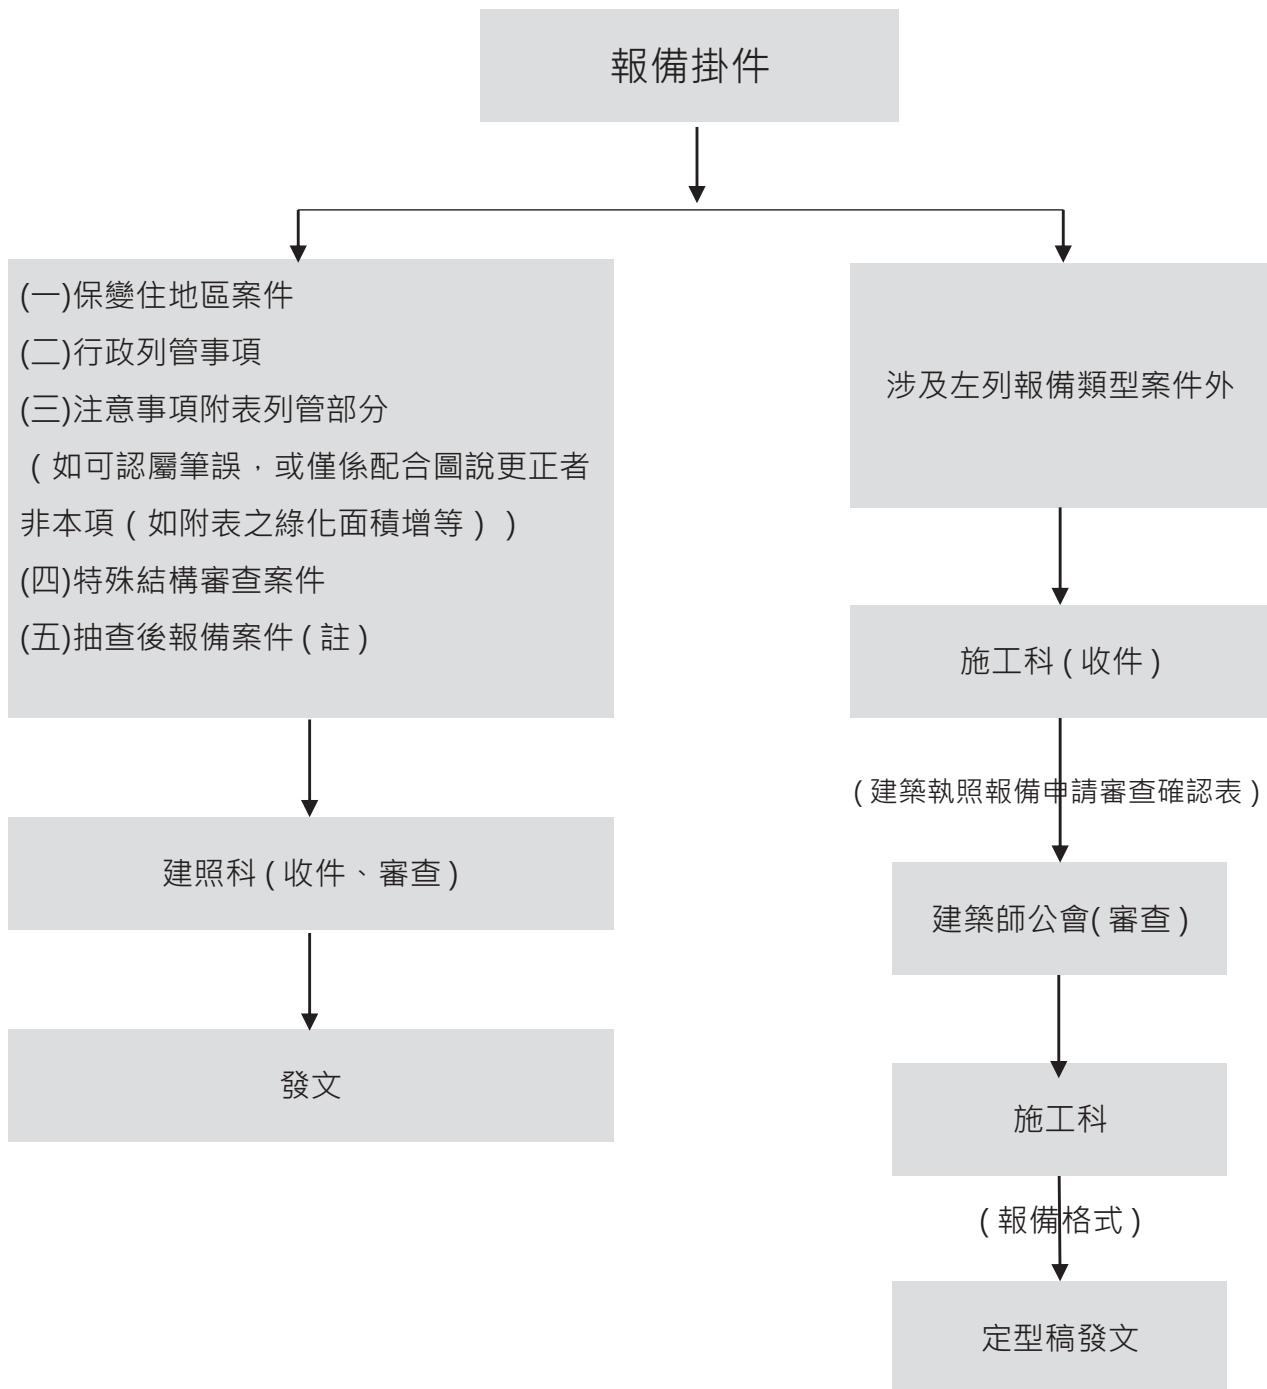 報備掛件
(一)保變住地區案件
(二)行政列管事項
(三)注意事項附表列管部分
(如可認屬筆誤，或僅係配合圖說更正者
非本項(如附表之綠化面積增等))
(四)特殊結構審查案件
(五)抽查後報備案件(註)
建照科(收件、審查)
發文
涉及左列報備類型案件外
施工科(收件)
(建築執照報備申請審查確認表)
建築師公會(審查)
施工科
(報備格式)
定型稿發文